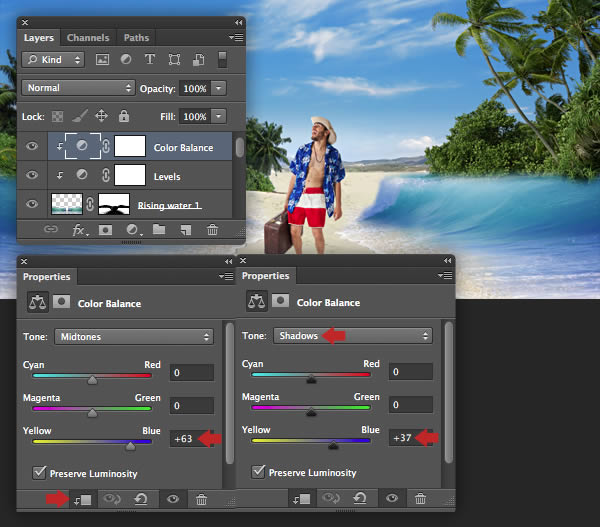 Layers Channels Paths
Kind
Normal Opacity: 100%
Lock: Fill: 100%
Color Balance
Levels
Rising water 1
fx
Properties
Color Balance
Tone: Midtones
Cyan Red
0
Magenta Green
0
Yellow Blue
+63
Preserve Luminosity
Properties
Color Balance
Tone: Shadows
Cyan Red
0
Magenta Green
0
Yellow Blue
+37
Preserve Luminosity